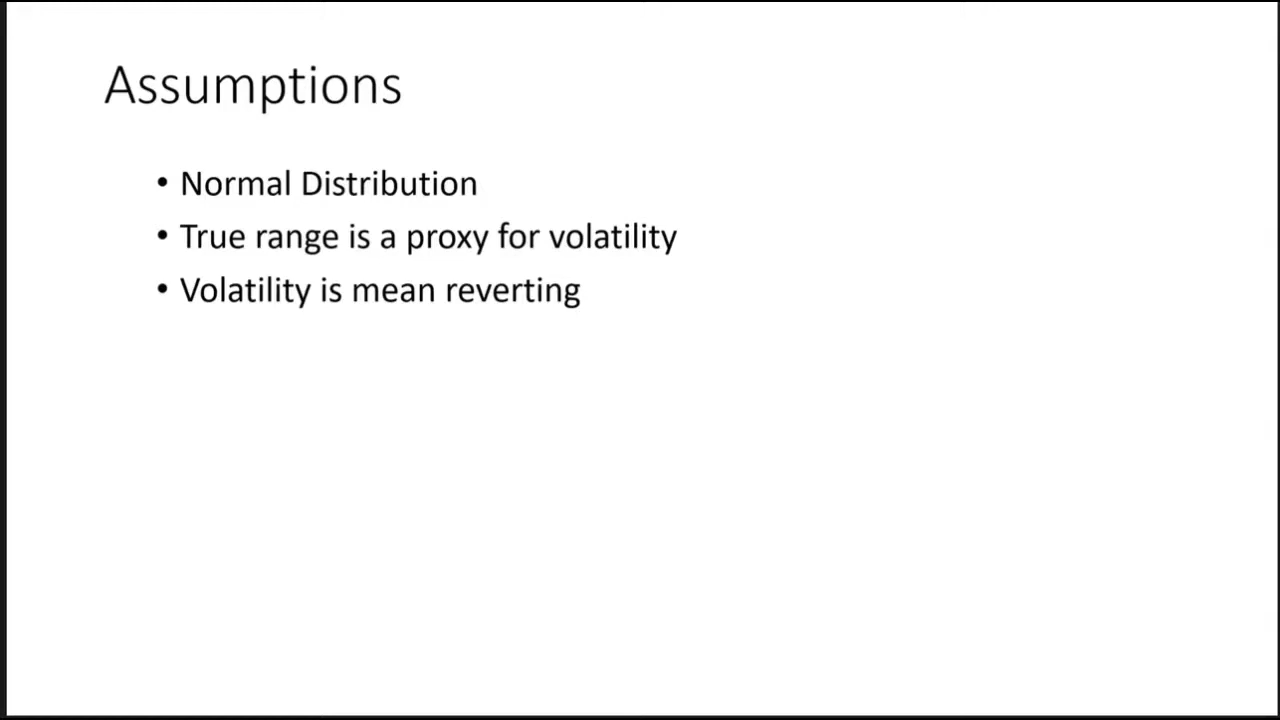 Assumptions
• Normal Distribution
• True range is a proxy for volatility
• Volatility is mean reverting